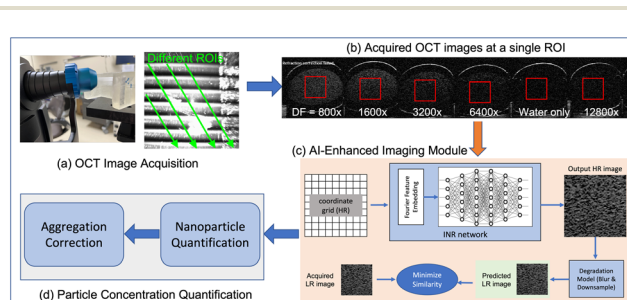 (b) Acquired OCT images at a single ROI
Different ROIs
DF = 800x
1600x
3200x
6400x
Water only
12800x
(a) OCT Image Acquisition
(c) AI-Enhanced Imaging Module
Output HR image
coordinate
grid (HR)
Fourier Feature
Embedding
INR network
Aggregation
Correction
Nanoparticle
Quantification
Acquired
LR image
Minimize
Similarity
Predicted
LR image
Degradation
Model (Blur &
Downsample)
(d) Particle Concentration Quantification